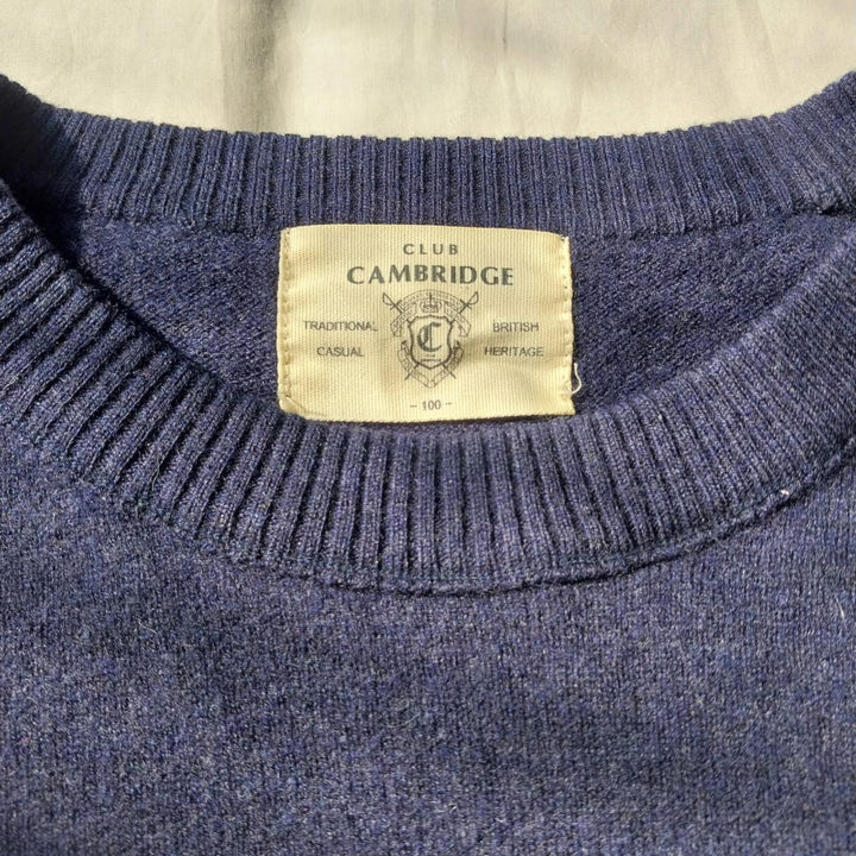 CLUB
CAMBRIDGE
TRADITIONAL BRITISH
CASUAL HERITAGE
C
- 100 -